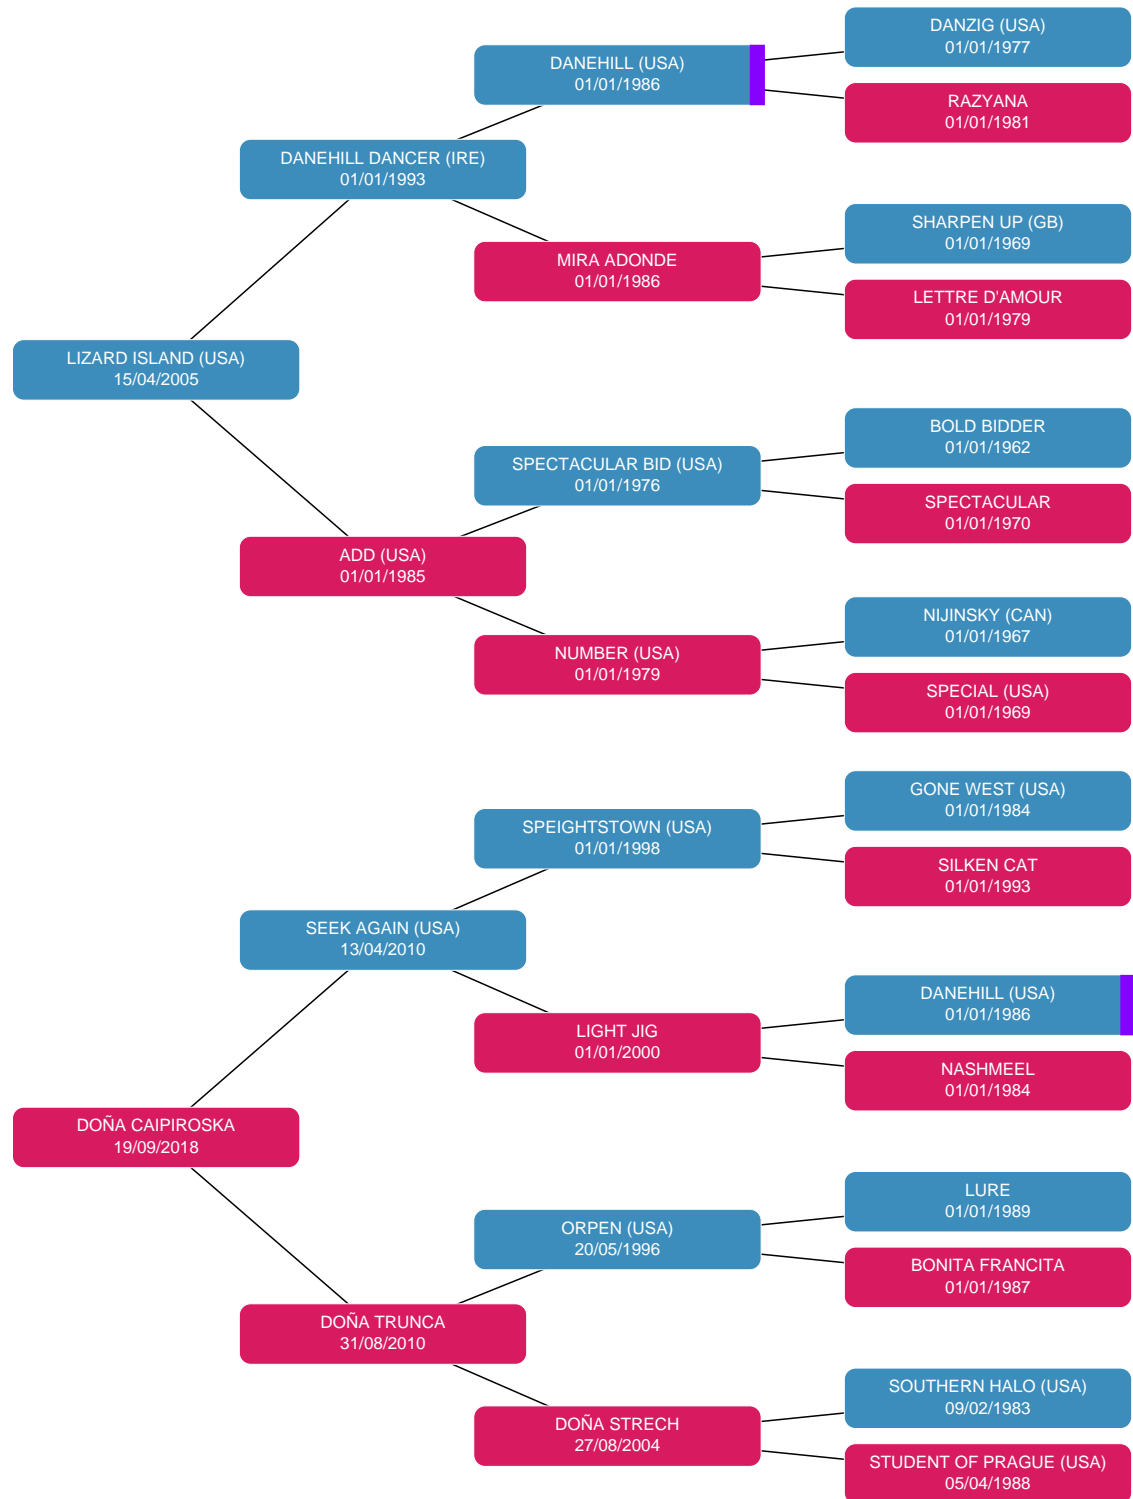 DANZIG (USA)
01/01/1977
DANEHILL (USA)
01/01/1986
RAZYANA
01/01/1981
DANEHILL DANCER (IRE)
01/01/1993
SHARPEN UP (GB)
01/01/1969
MIRA ADONDE
01/01/1986
LETTRE D'AMOUR
01/01/1979
LIZARD ISLAND (USA)
15/04/2005
BOLD BIDDER
01/01/1962
SPECTACULAR BID (USA)
01/01/1976
SPECTACULAR
01/01/1970
ADD (USA)
01/01/1985
NIJINSKY (CAN)
01/01/1967
NUMBER (USA)
01/01/1979
SPECIAL (USA)
01/01/1969
GONE WEST (USA)
01/01/1984
SPEIGHTSTOWN (USA)
01/01/1998
SILKEN CAT
01/01/1993
SEEK AGAIN (USA)
13/04/2010
DANEHILL (USA)
01/01/1986
LIGHT JIG
01/01/2000
NASHMEEL
01/01/1984
DOÑA CAIPIROSKA
19/09/2018
LURE
01/01/1989
ORPEN (USA)
20/05/1996
BONITA FRANCITA
01/01/1987
DOÑA TRUNCA
31/08/2010
SOUTHERN HALO (USA)
09/02/1983
DOÑA STRECH
27/08/2004
STUDENT OF PRAGUE (USA)
05/04/1988